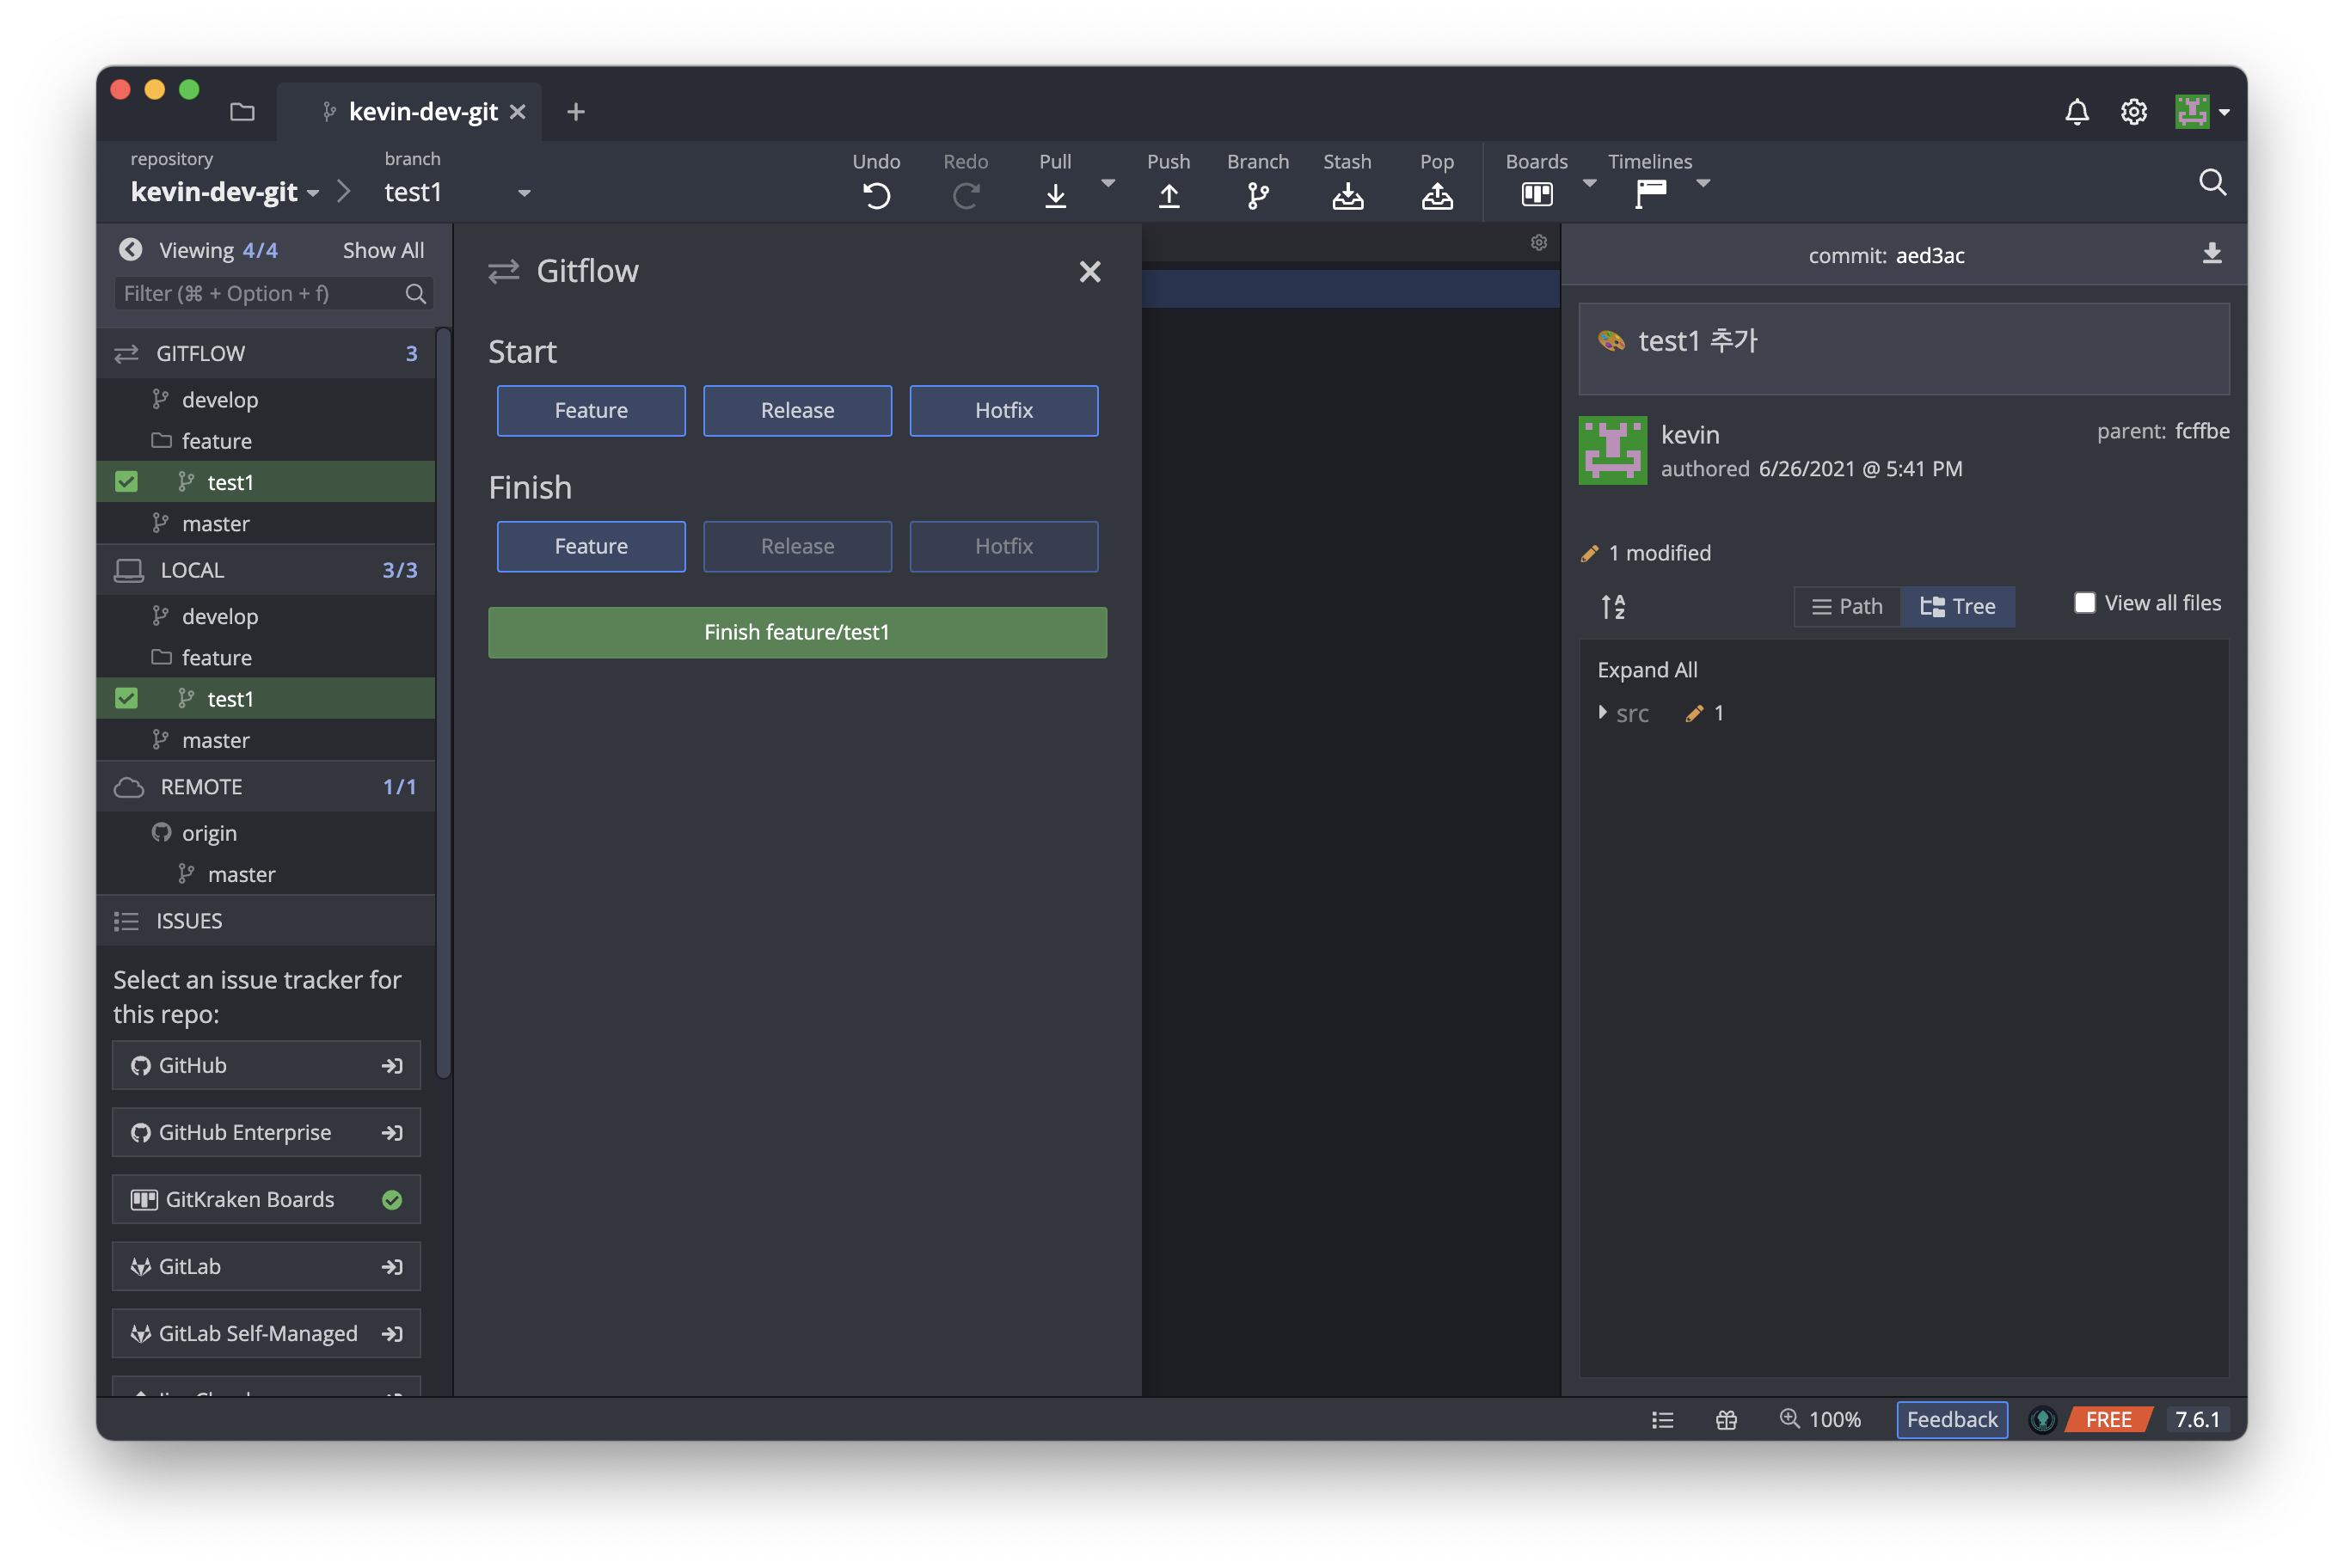 kevin-dev-git
repository
kevin-dev-git
branch
test1
Undo
Redo
Pull
Push
Branch
Stash
Pop
Boards
Timelines
Viewing 4/4
Show All
Filter (⌘ + Option + f)
GITFLOW 3
develop
feature
test1
master
LOCAL 3/3
develop
feature
test1
master
REMOTE 1/1
origin
master
ISSUES
Select an issue tracker for
this repo:
GitHub
GitHub Enterprise
GitKraken Boards
GitLab
GitLab Self-Managed
Gitflow
Start
Feature
Release
Hotfix
Finish
Feature
Release
Hotfix
Finish feature/test1
commit: aed3ac
🎨 test1 추가
kevin
authored 6/26/2021 @ 5:41 PM
parent: fcffbe
1 modified
A
Z
Path
Tree
View all files
Expand All
src 1
100%
Feedback
FREE
7.6.1